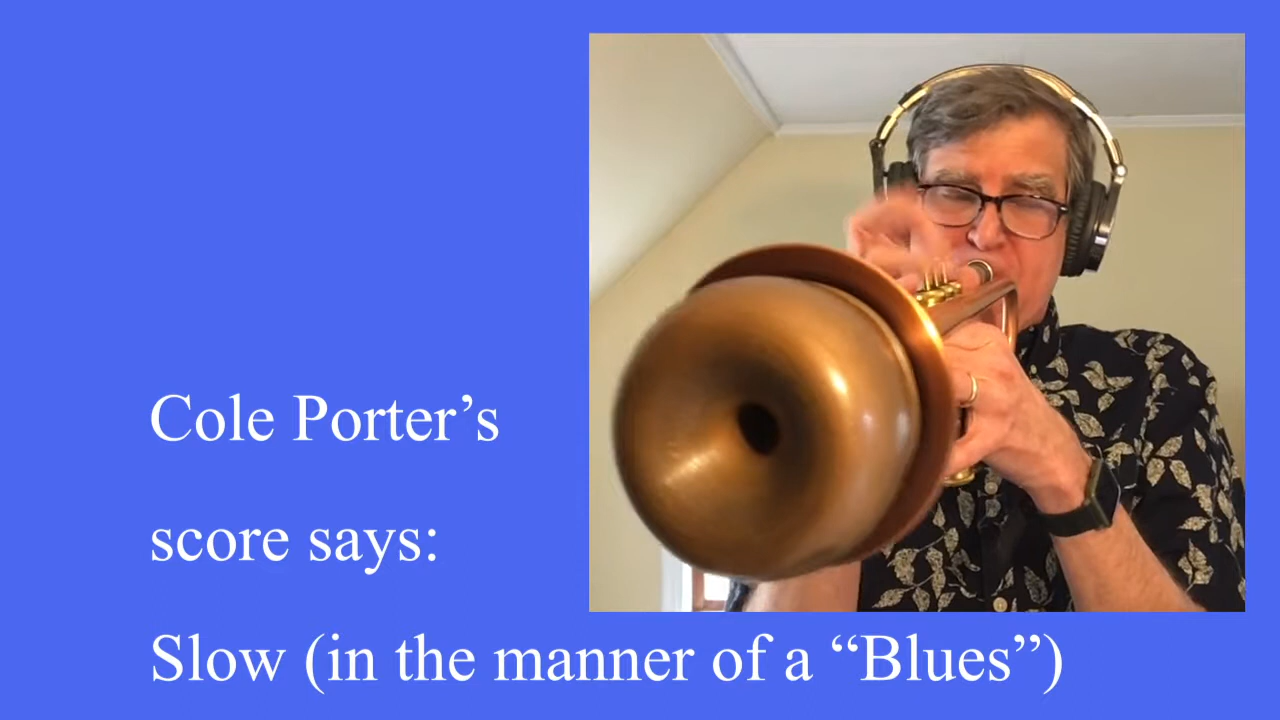 Cole Porter’s
score says:
Slow (in the manner of a “Blues”)